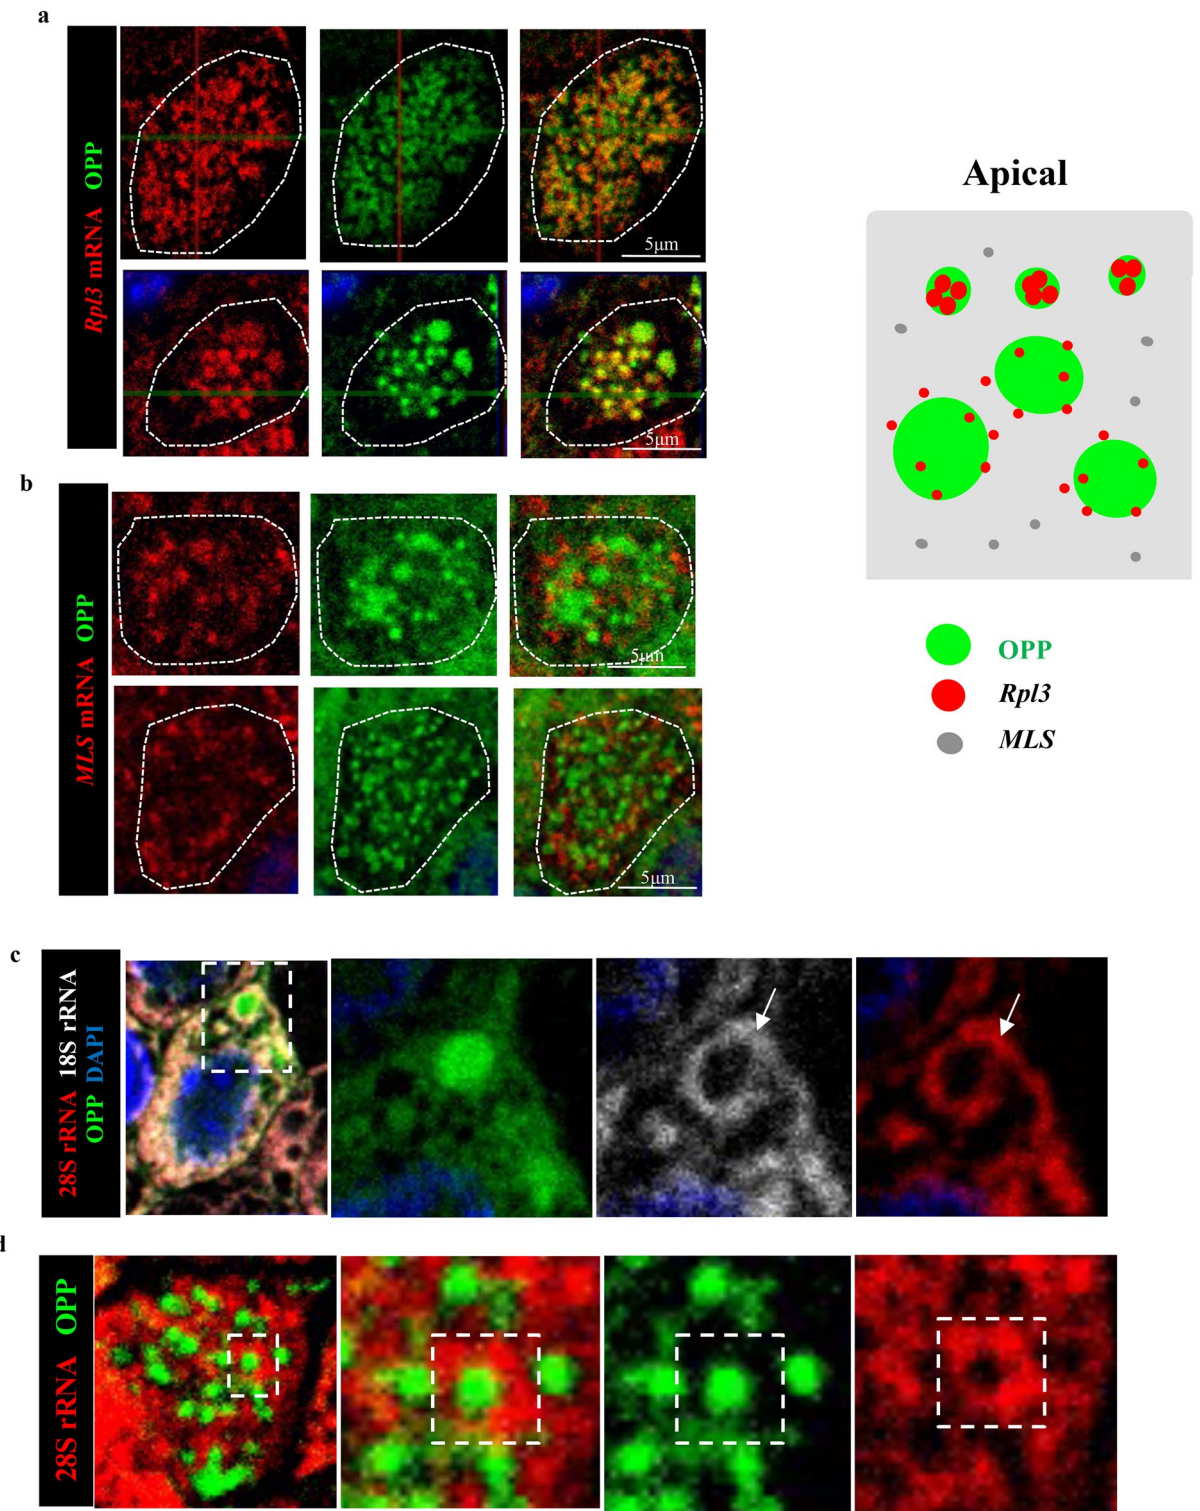 a
Rpl3 mRNA OPP
5μm
5μm
Apical
OPP
Rpl3
MLS
b
MLS mRNA OPP
5μm
5μm
c
28S rRNA 18S rRNA
OPP DAPI
d
28S rRNA OPP